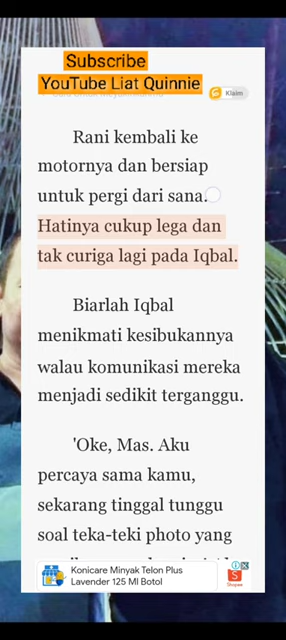 Subscribe
YouTube Liat Quinnie
Klaim
Rani kembali ke
motornya dan bersiap
untuk pergi dari sana.
Hatinya cukup lega dan
tak curiga lagi pada Iqbal.
Biarlah Iqbal
menikmati kesibukannya
walau komunikasi mereka
menjadi sedikit terganggu.
'Oke, Mas. Aku
percaya sama kamu,
sekarang tinggal tunggu
soal teka-teki photo yang
Konicare Minyak Telon Plus
Lavender 125 Ml Botol
Shopee